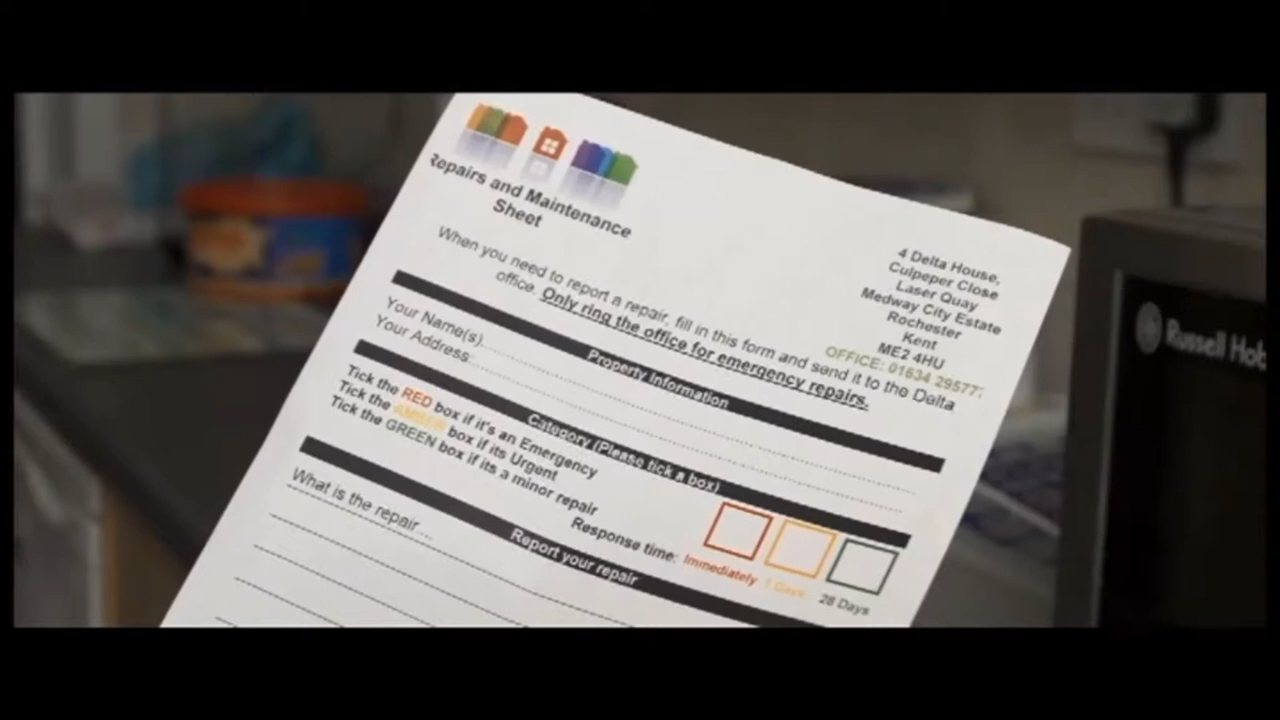 Repairs and Maintenance
Sheet
4 Delta House,
Culpeper Close
Laser Quay
Medway City Estate
Rochester
Kent
ME2 4HU
OFFICE: 01634 29577
When you need to report a repair, fill in this form and send it to the Delta
office. Only ring the office for emergency repairs.
Property Information
Your Name(s)
Your Address:
Category (Please tick a box)
Tick the RED box if it's an Emergency
Tick the AMBER box if its Urgent
Tick the GREEN box if its a minor repair
Response time: Immediately 7 Days 28 Days
Report your repair
What is the repair
Russell Hob